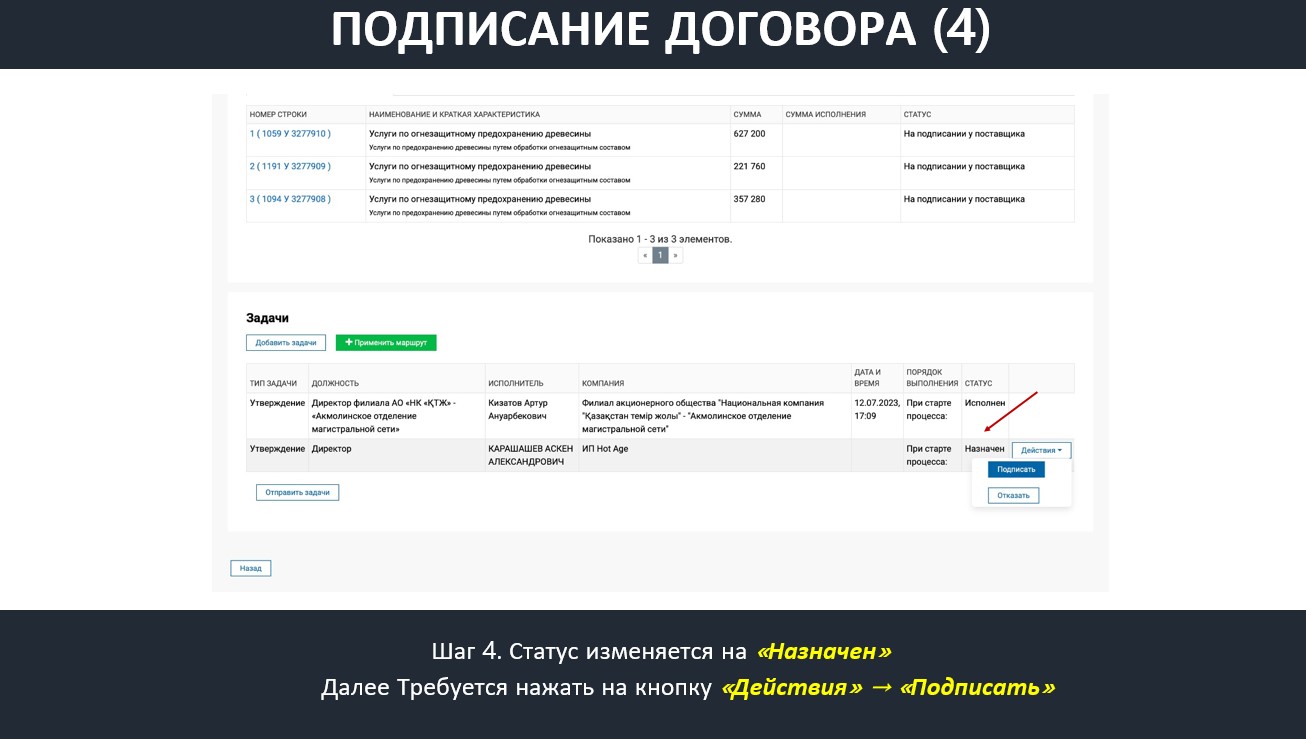 ПОДПИСАНИЕ ДОГОВОРА (4)
НОМЕР СТРОКИ НАИМЕНОВАНИЕ И КРАТКАЯ ХАРАКТЕРИСТИКА СУММА СУММА ИСПОЛНЕНИЯ СТАТУС
1 ( 1059 У 3277910 ) Услуги по огнезащитному предохранению древесины 627 200 На подписании у поставщика
Услуги по предохранению древесины путем обработки огнезащитным составом
2 ( 1191 У 3277909 ) Услуги по огнезащитному предохранению древесины 221 760 На подписании у поставщика
Услуги по предохранению древесины путем обработки огнезащитным составом
3 ( 1094 У 3277908 ) Услуги по огнезащитному предохранению древесины 357 280 На подписании у поставщика
Услуги по предохранению древесины путем обработки огнезащитным составом
Показано 1 - 3 из 3 элементов.
« 1 »
Задачи
Добавить задачи + Применить маршрут
ДАТА И ПОРЯДОК
ТИП ЗАДАЧИ ДОЛЖНОСТЬ ИСПОЛНИТЕЛЬ КОМПАНИЯ ВРЕМЯ ВЫПОЛНЕНИЯ СТАТУС
Утверждение Директор филиала АО «НК «ҚТЖ» - Кизатов Артур Филиал акционерного общества "Национальная компания 12.07.2023, При старте Исполнен
«Акмолинское отделение Ануарбекович "Қазақстан темір жолы" - "Акмолинское отделение 17:09 процесса:
магистральной сети» магистральной сети"
Утверждение Директор КАРАШАШЕВ АСКЕН ИП Hot Age При старте Назначен Действия
АЛЕКСАНДРОВИЧ процесса:
Подписать
Отправить задачи Отказать
Назад
Шаг 4. Статус изменяется на «Назначен»
Далее Требуется нажать на кнопку «Действия» → «Подписать»